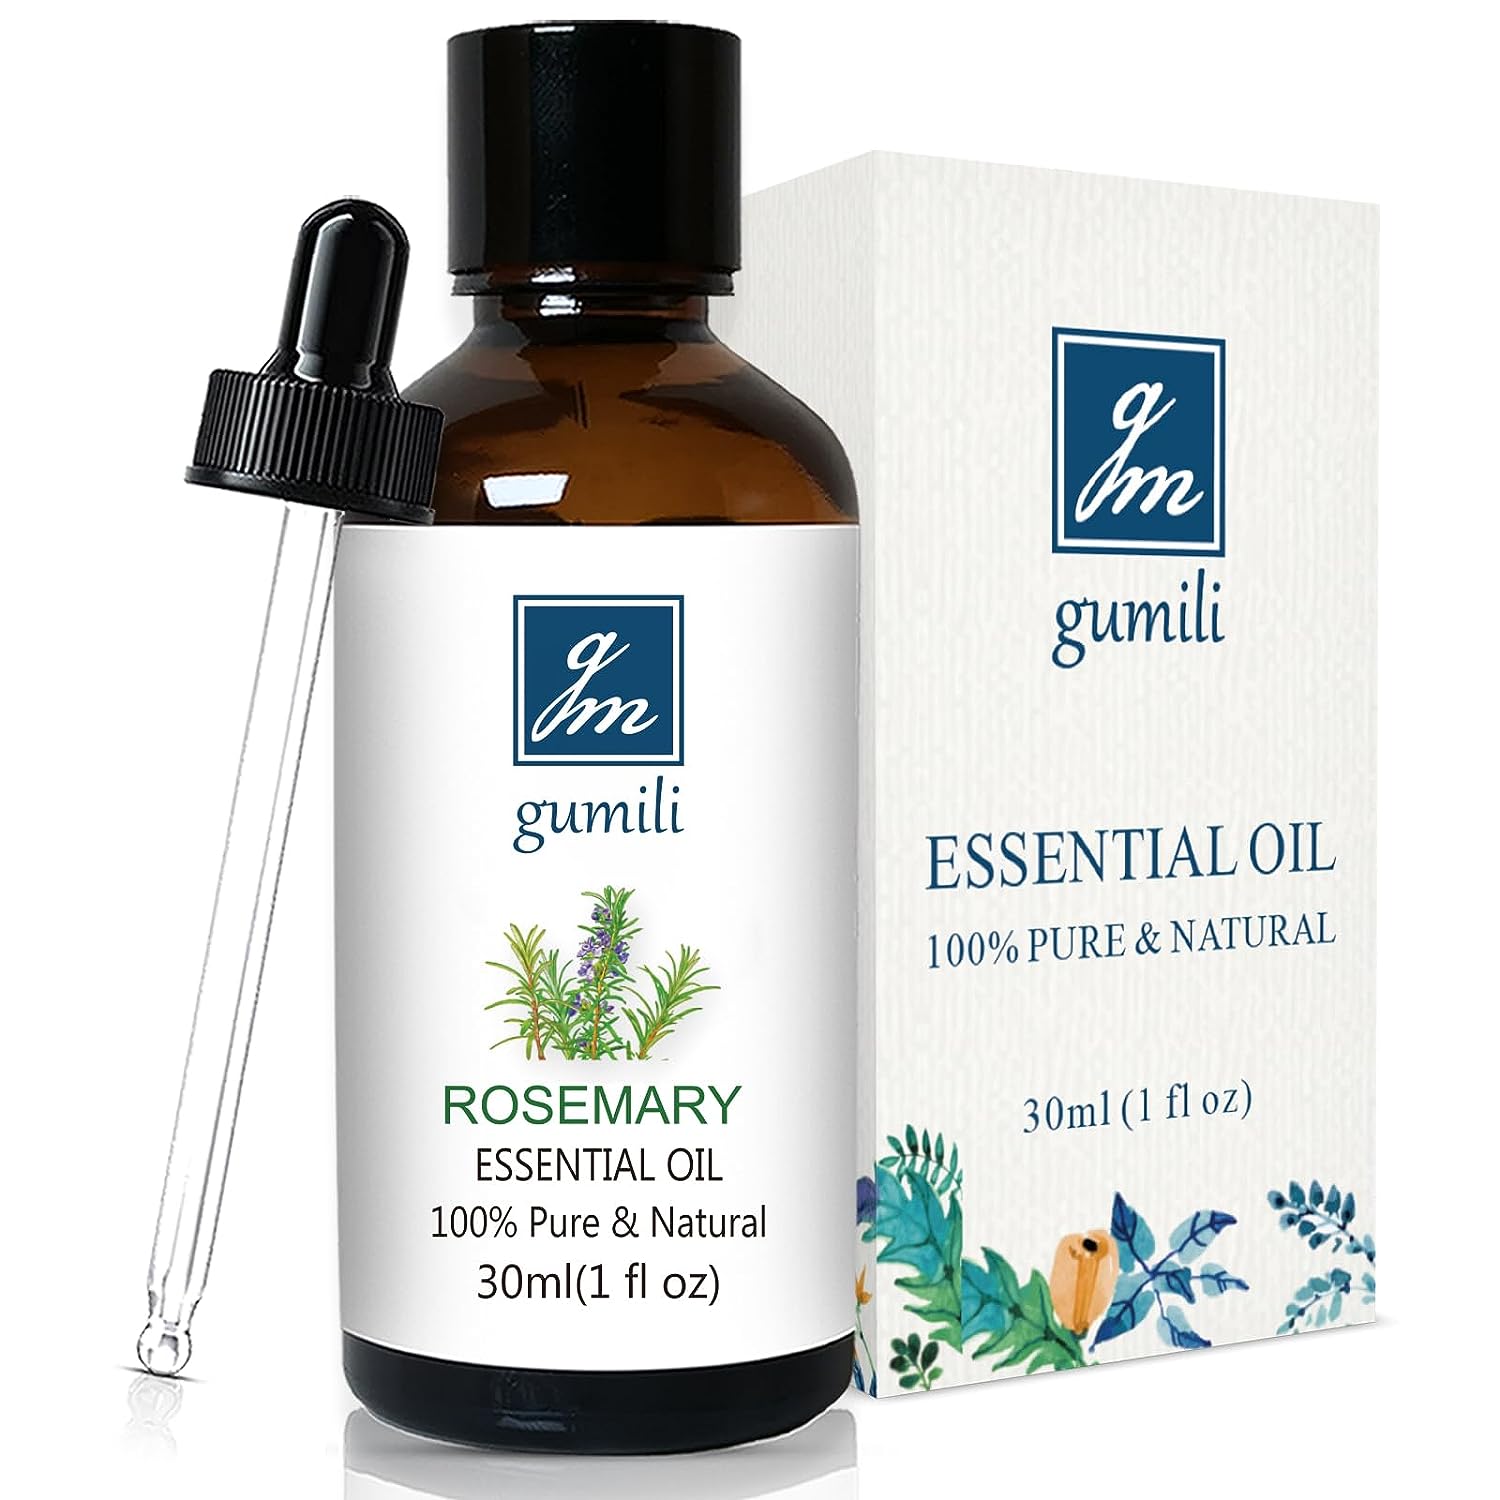 gm
gumili
ROSEMARY
ESSENTIAL OIL
100% Pure & Natural
30ml(1 fl oz)
gm
gumili
ESSENTIAL OIL
100% PURE & NATURAL
30ml (1 fl oz)